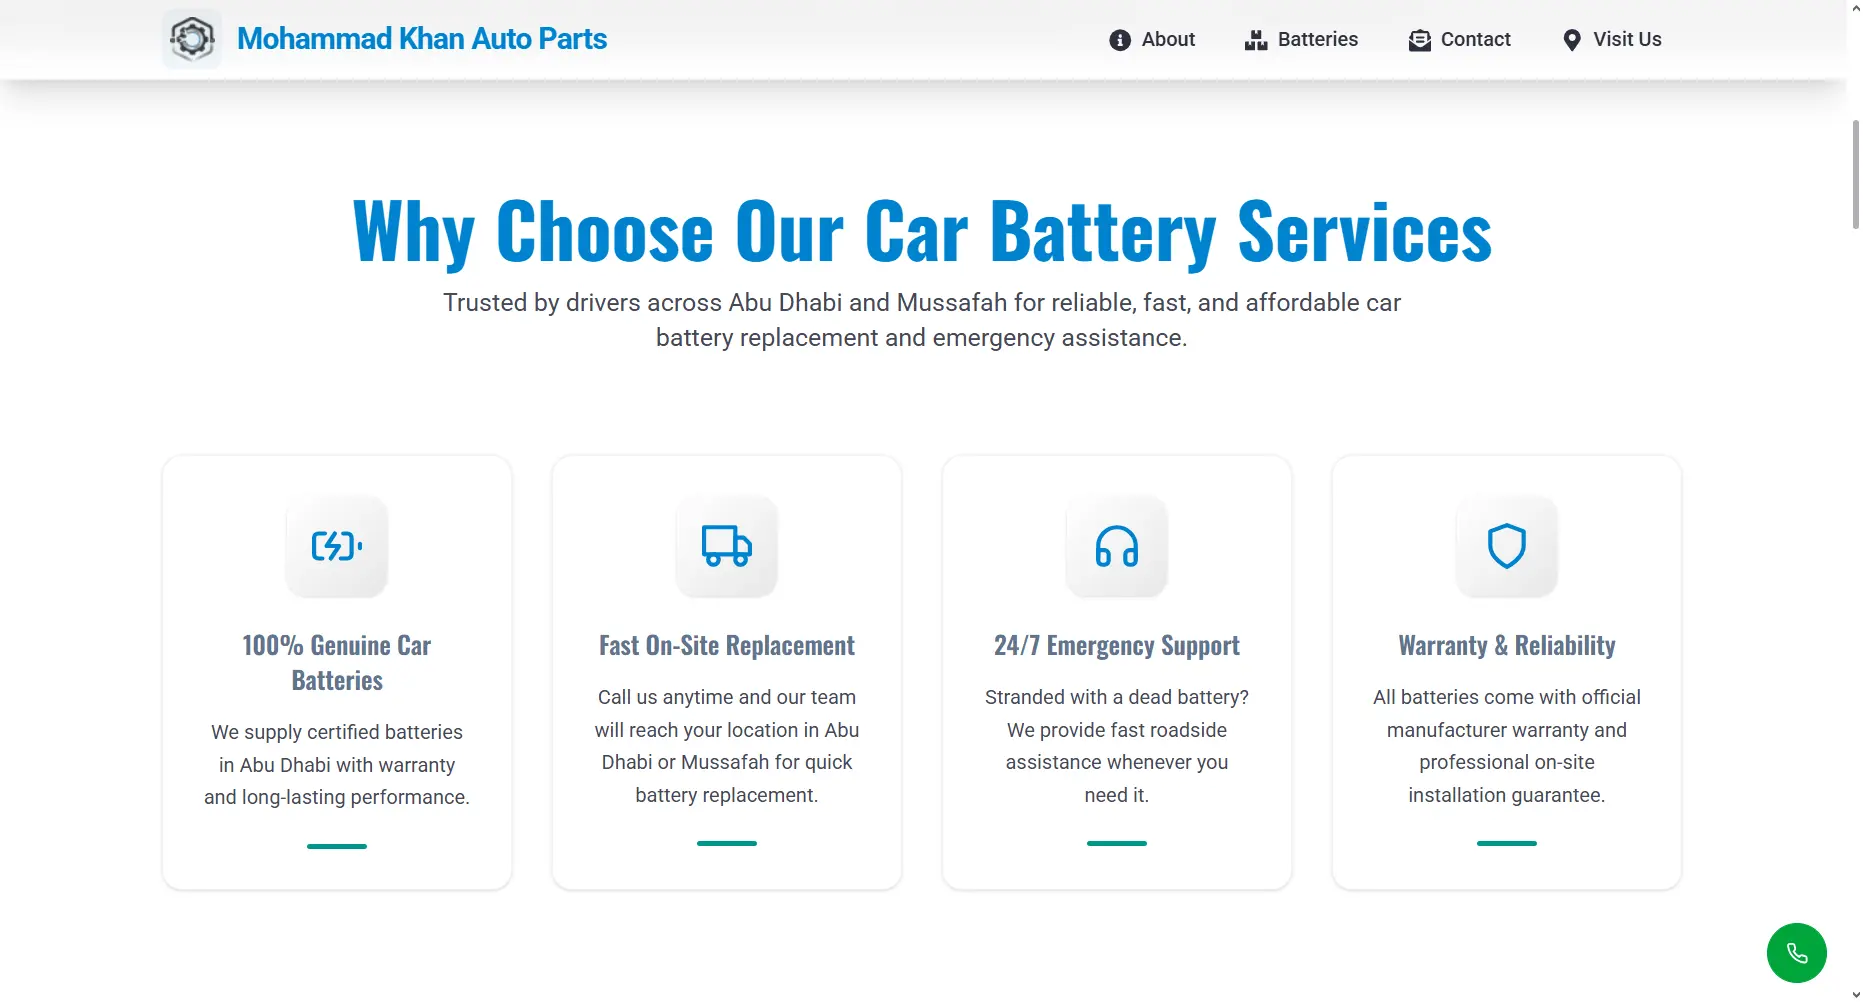 Mohammad Khan Auto Parts
About
Batteries
Contact
Visit Us
Why Choose Our Car Battery Services
Trusted by drivers across Abu Dhabi and Mussafah for reliable, fast, and affordable car
battery replacement and emergency assistance.
100% Genuine Car
Batteries
We supply certified batteries
in Abu Dhabi with warranty
and long-lasting performance.
Fast On-Site Replacement
Call us anytime and our team
will reach your location in Abu
Dhabi or Mussafah for quick
battery replacement.
24/7 Emergency Support
Stranded with a dead battery?
We provide fast roadside
assistance whenever you
need it.
Warranty & Reliability
All batteries come with official
manufacturer warranty and
professional on-site
installation guarantee.